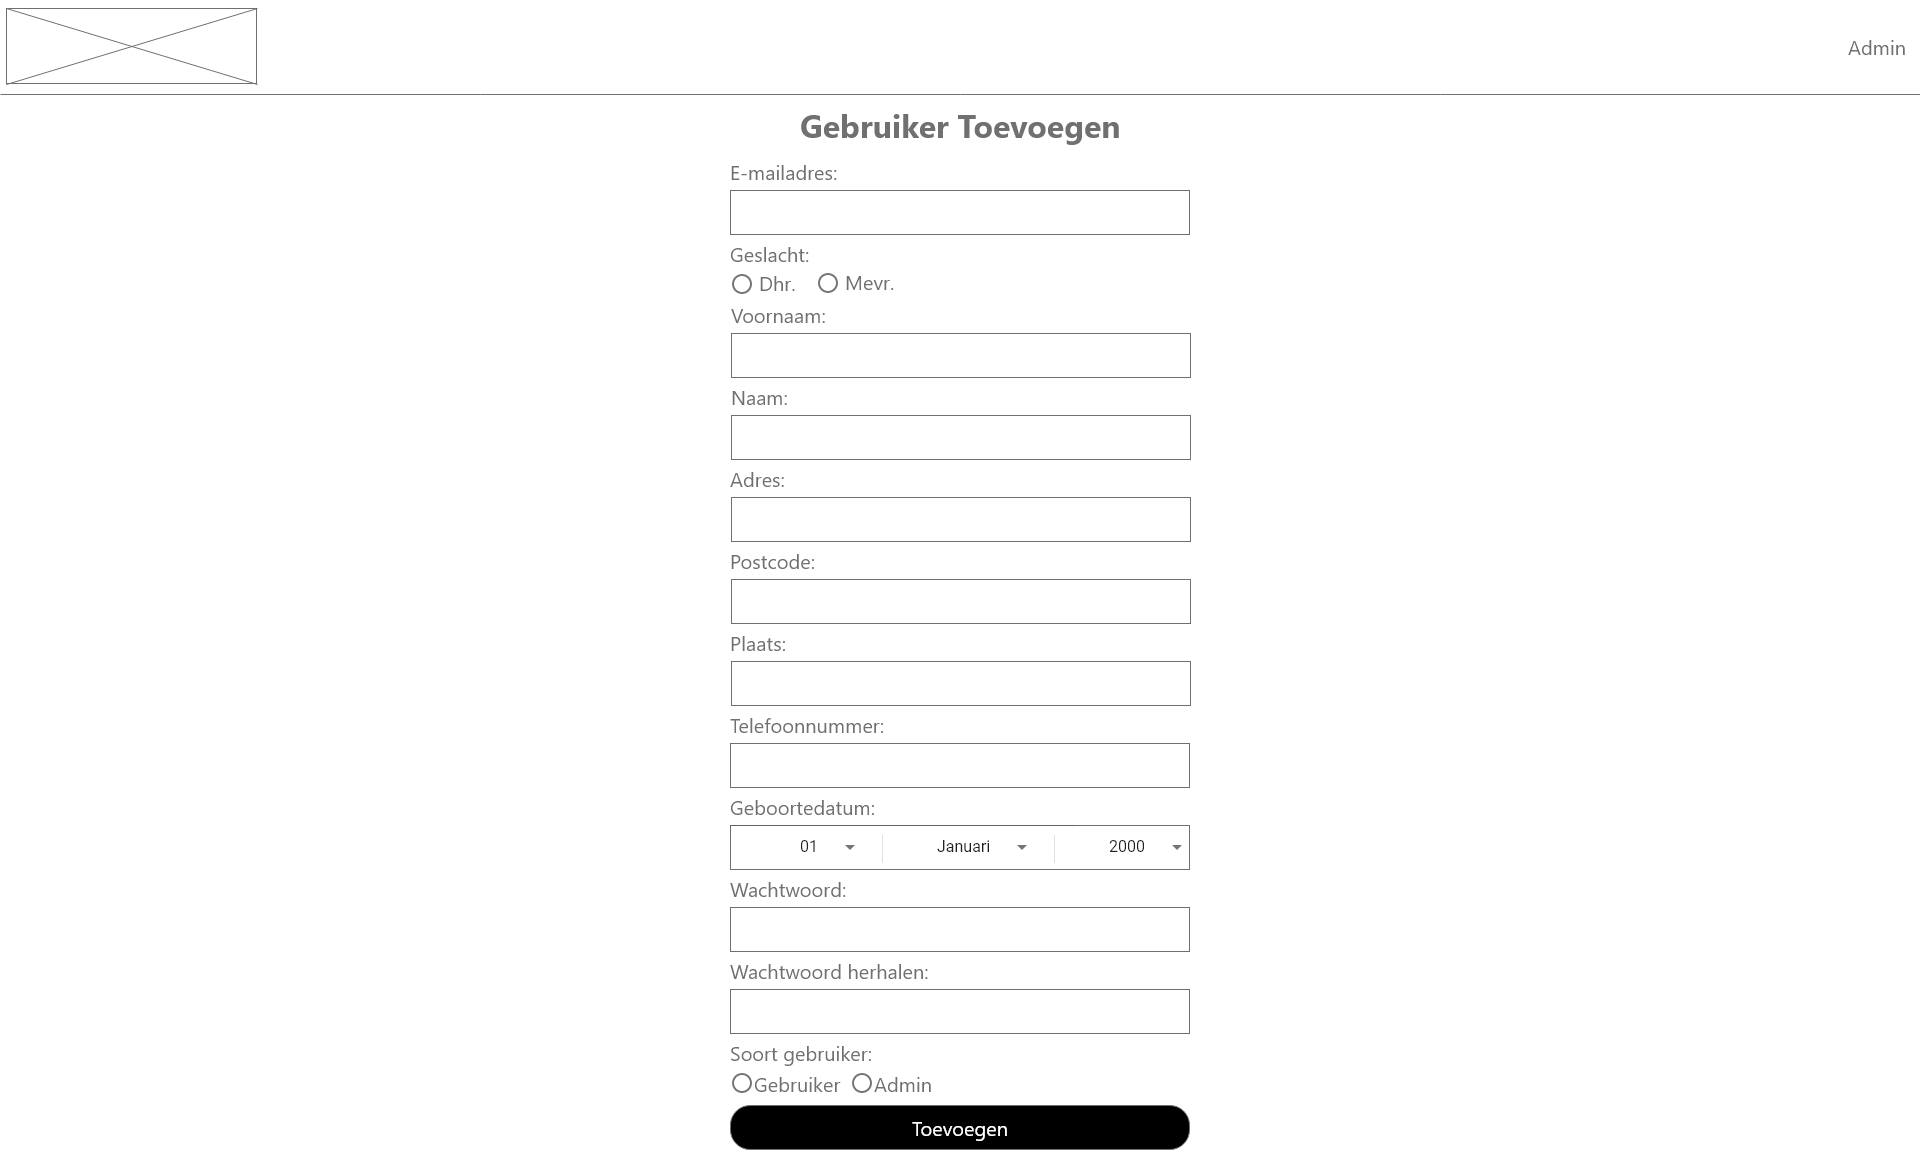 Admin
Gebruiker Toevoegen
E-mailadres:
Geslacht:
Dhr. Mevr.
Voornaam:
Naam:
Adres:
Postcode:
Plaats:
Telefoonnummer:
Geboortedatum:
01 Januari 2000
Wachtwoord:
Wachtwoord herhalen:
Soort gebruiker:
Gebruiker Admin
Toevoegen